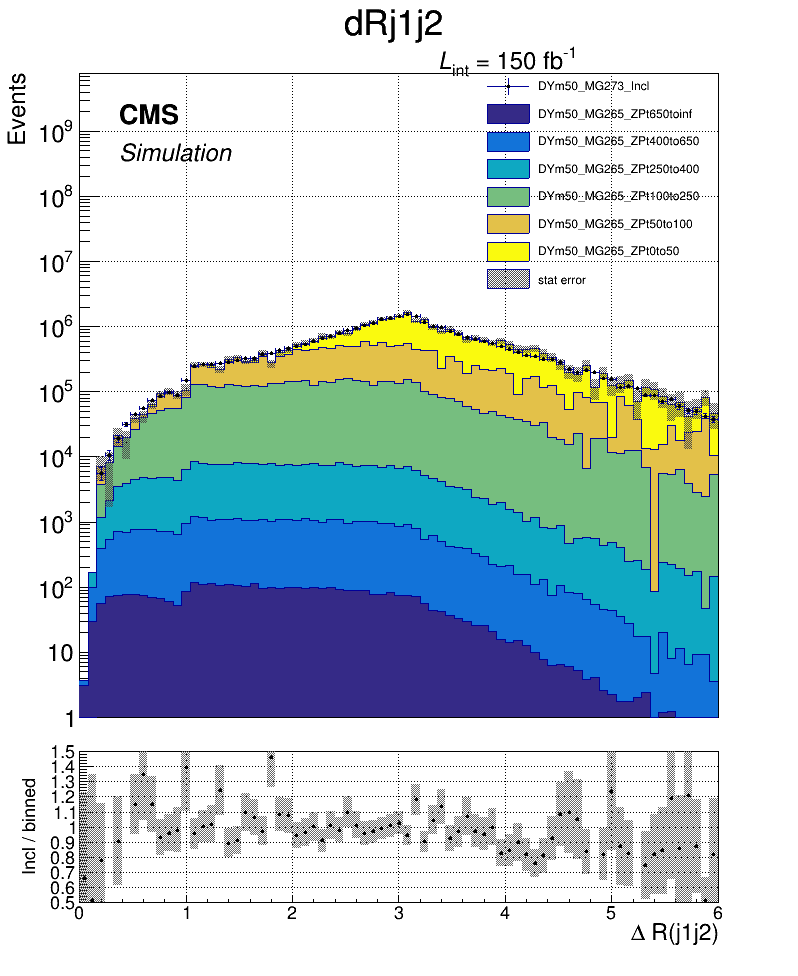 dRj1j2
L_int = 150 fb^-1
Events
CMS
Simulation
DYm50_MG273_Incl
DYm50_MG265_ZPt650toinf
DYm50_MG265_ZPt400to650
DYm50_MG265_ZPt250to400
DYm50_MG265_ZPt100to250
DYm50_MG265_ZPt50to100
DYm50_MG265_ZPt0to50
stat error
10^9
10^8
10^7
10^6
10^5
10^4
10^3
10^2
10
1
Incl / binned
1.5
1.4
1.3
1.2
1.1
1
0.9
0.8
0.7
0.6
0.5
0 1 2 3 4 5 6
Δ R(j1j2)